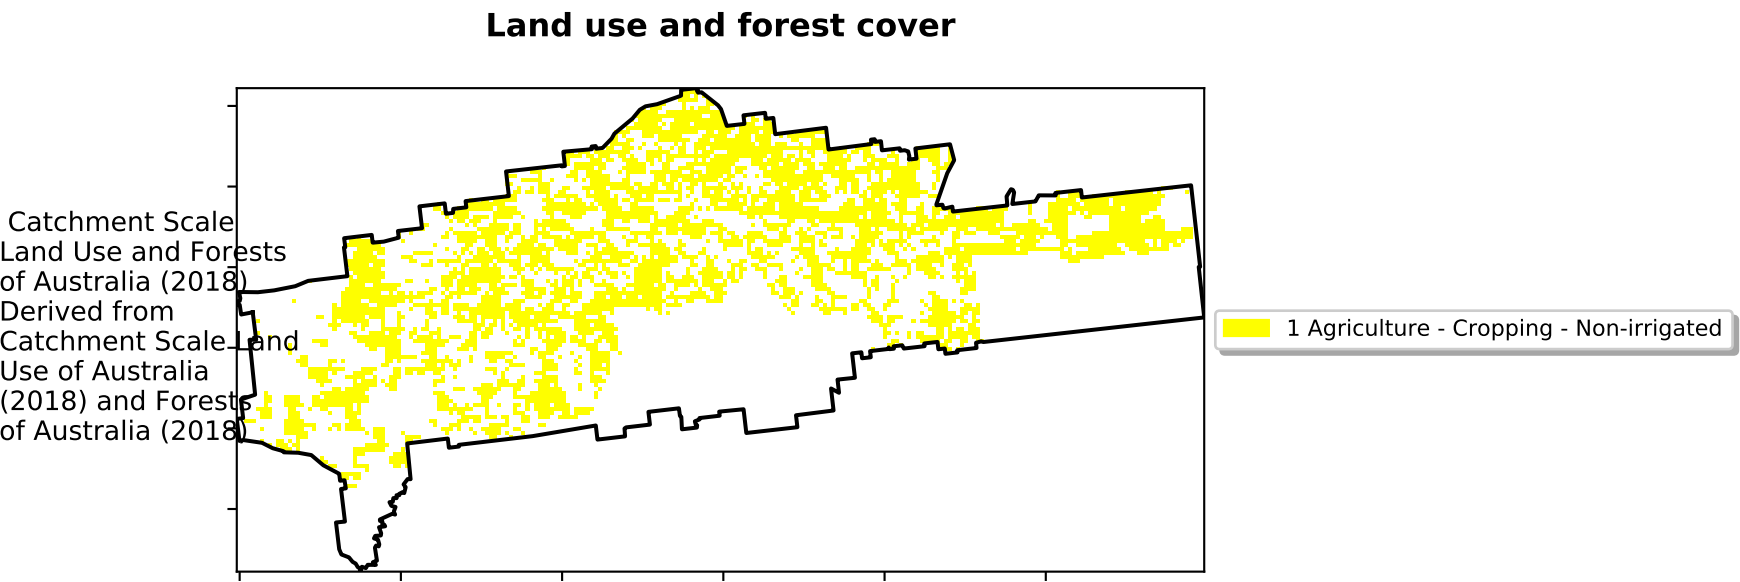 Land use and forest cover
Catchment Scale
Land Use and Forests
of Australia (2018)
Derived from
Catchment Scale Land
Use of Australia
(2018) and Forests
of Australia (2018)
1 Agriculture - Cropping - Non-irrigated